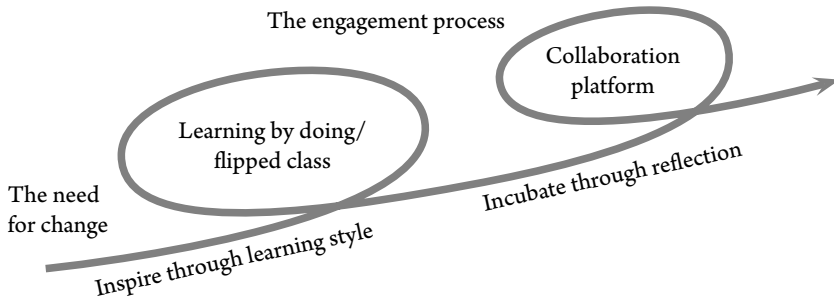 The engagement process
Collaboration
platform
Learning by doing/
flipped class
The need
for change
Incubate through reflection
Inspire through learning style